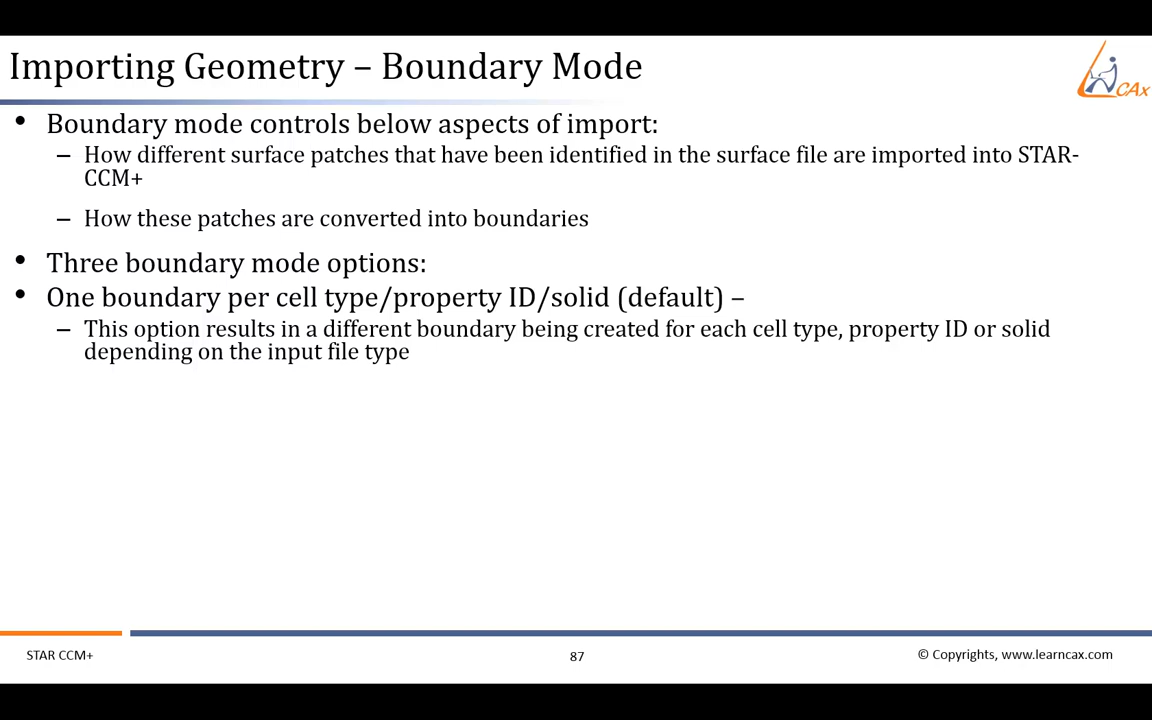 Importing Geometry – Boundary Mode
CAx
• Boundary mode controls below aspects of import:
– How different surface patches that have been identified in the surface file are imported into STAR-
CCM+
– How these patches are converted into boundaries
• Three boundary mode options:
• One boundary per cell type/property ID/solid (default) –
– This option results in a different boundary being created for each cell type, property ID or solid
depending on the input file type
STAR CCM+
87
© Copyrights, www.learncax.com